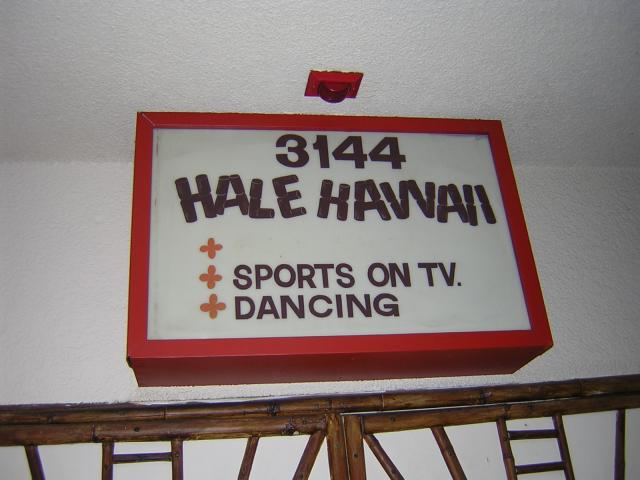 3144
HALE HAWAII
SPORTS ON TV.
DANCING